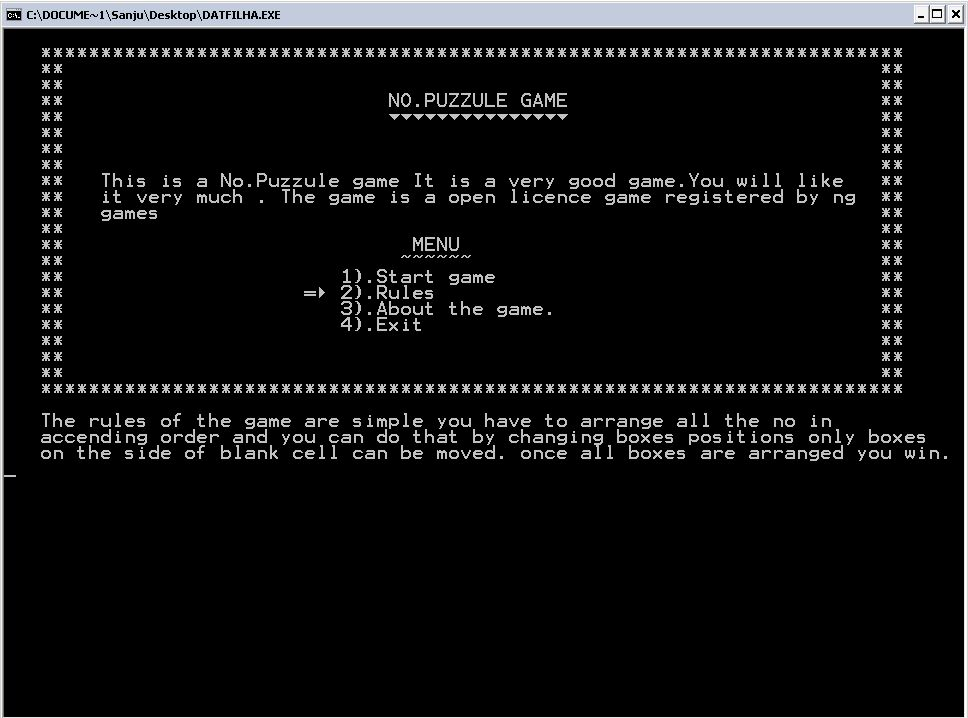 C:\DOCUME~1\Sanju\Desktop\DATFILHA.EXE
************************************************************************
** **
** **
** NO.PUZZULE GAME **
** ▼▼▼▼▼▼▼▼▼▼▼▼▼▼▼ **
** **
** **
** **
** This is a No.Puzzule game It is a very good game.You will like **
** it very much . The game is a open licence game registered by ng **
** games **
** **
** MENU **
** ~~~~~~ **
** 1).Start game **
** => 2).Rules **
** 3).About the game. **
** 4).Exit **
** **
** **
** **
************************************************************************
The rules of the game are simple you have to arrange all the no in
accending order and you can do that by changing boxes positions only boxes
on the side of blank cell can be moved. once all boxes are arranged you win.
_